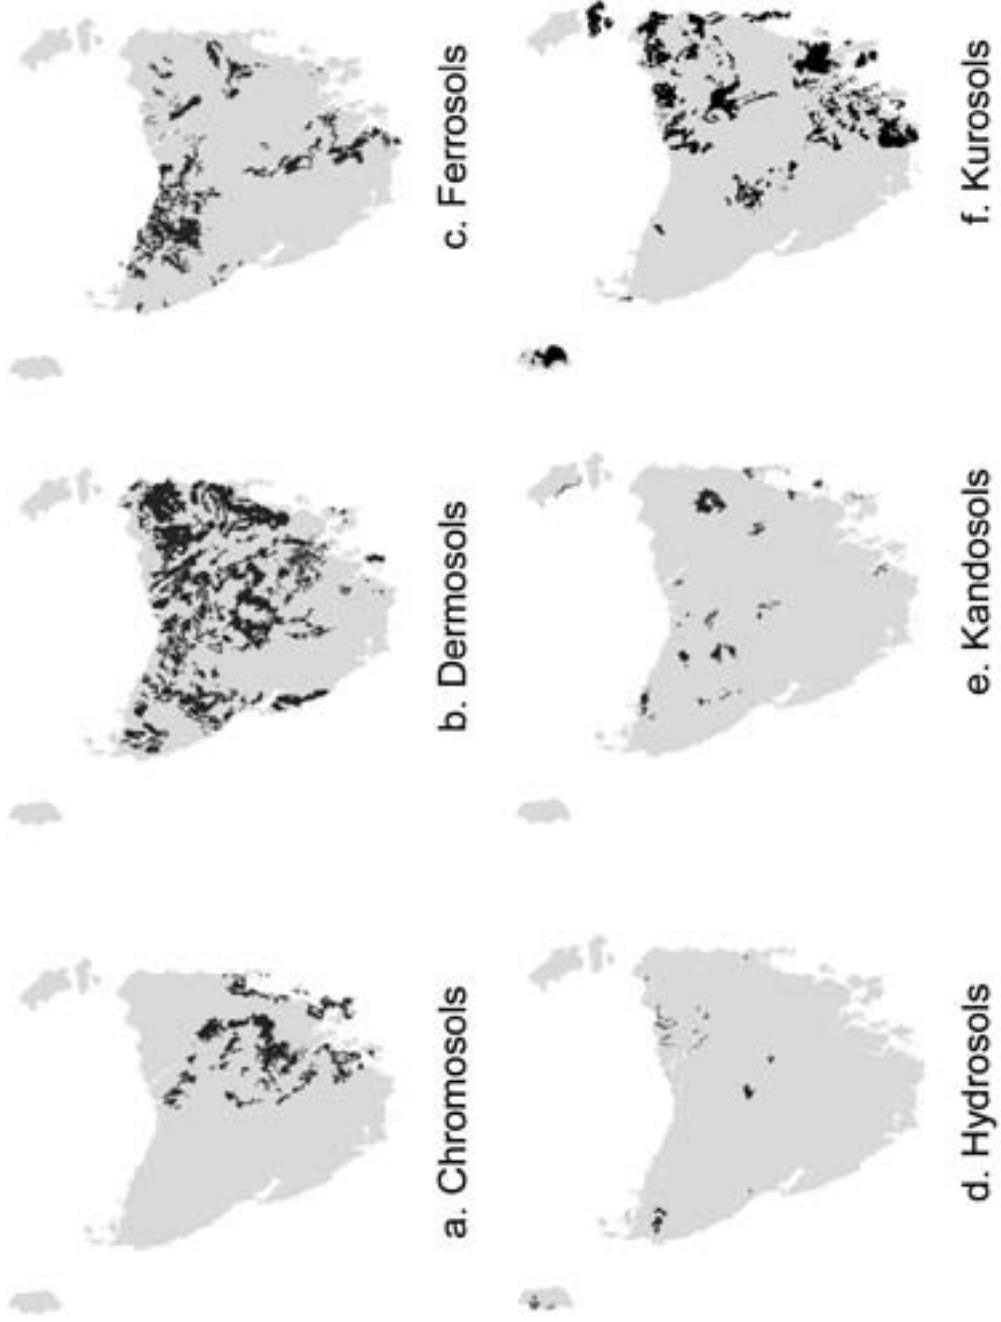 a. Chromosols
b. Dermosols
c. Ferrosols
d. Hydrosols
e. Kandosols
f. Kurosols